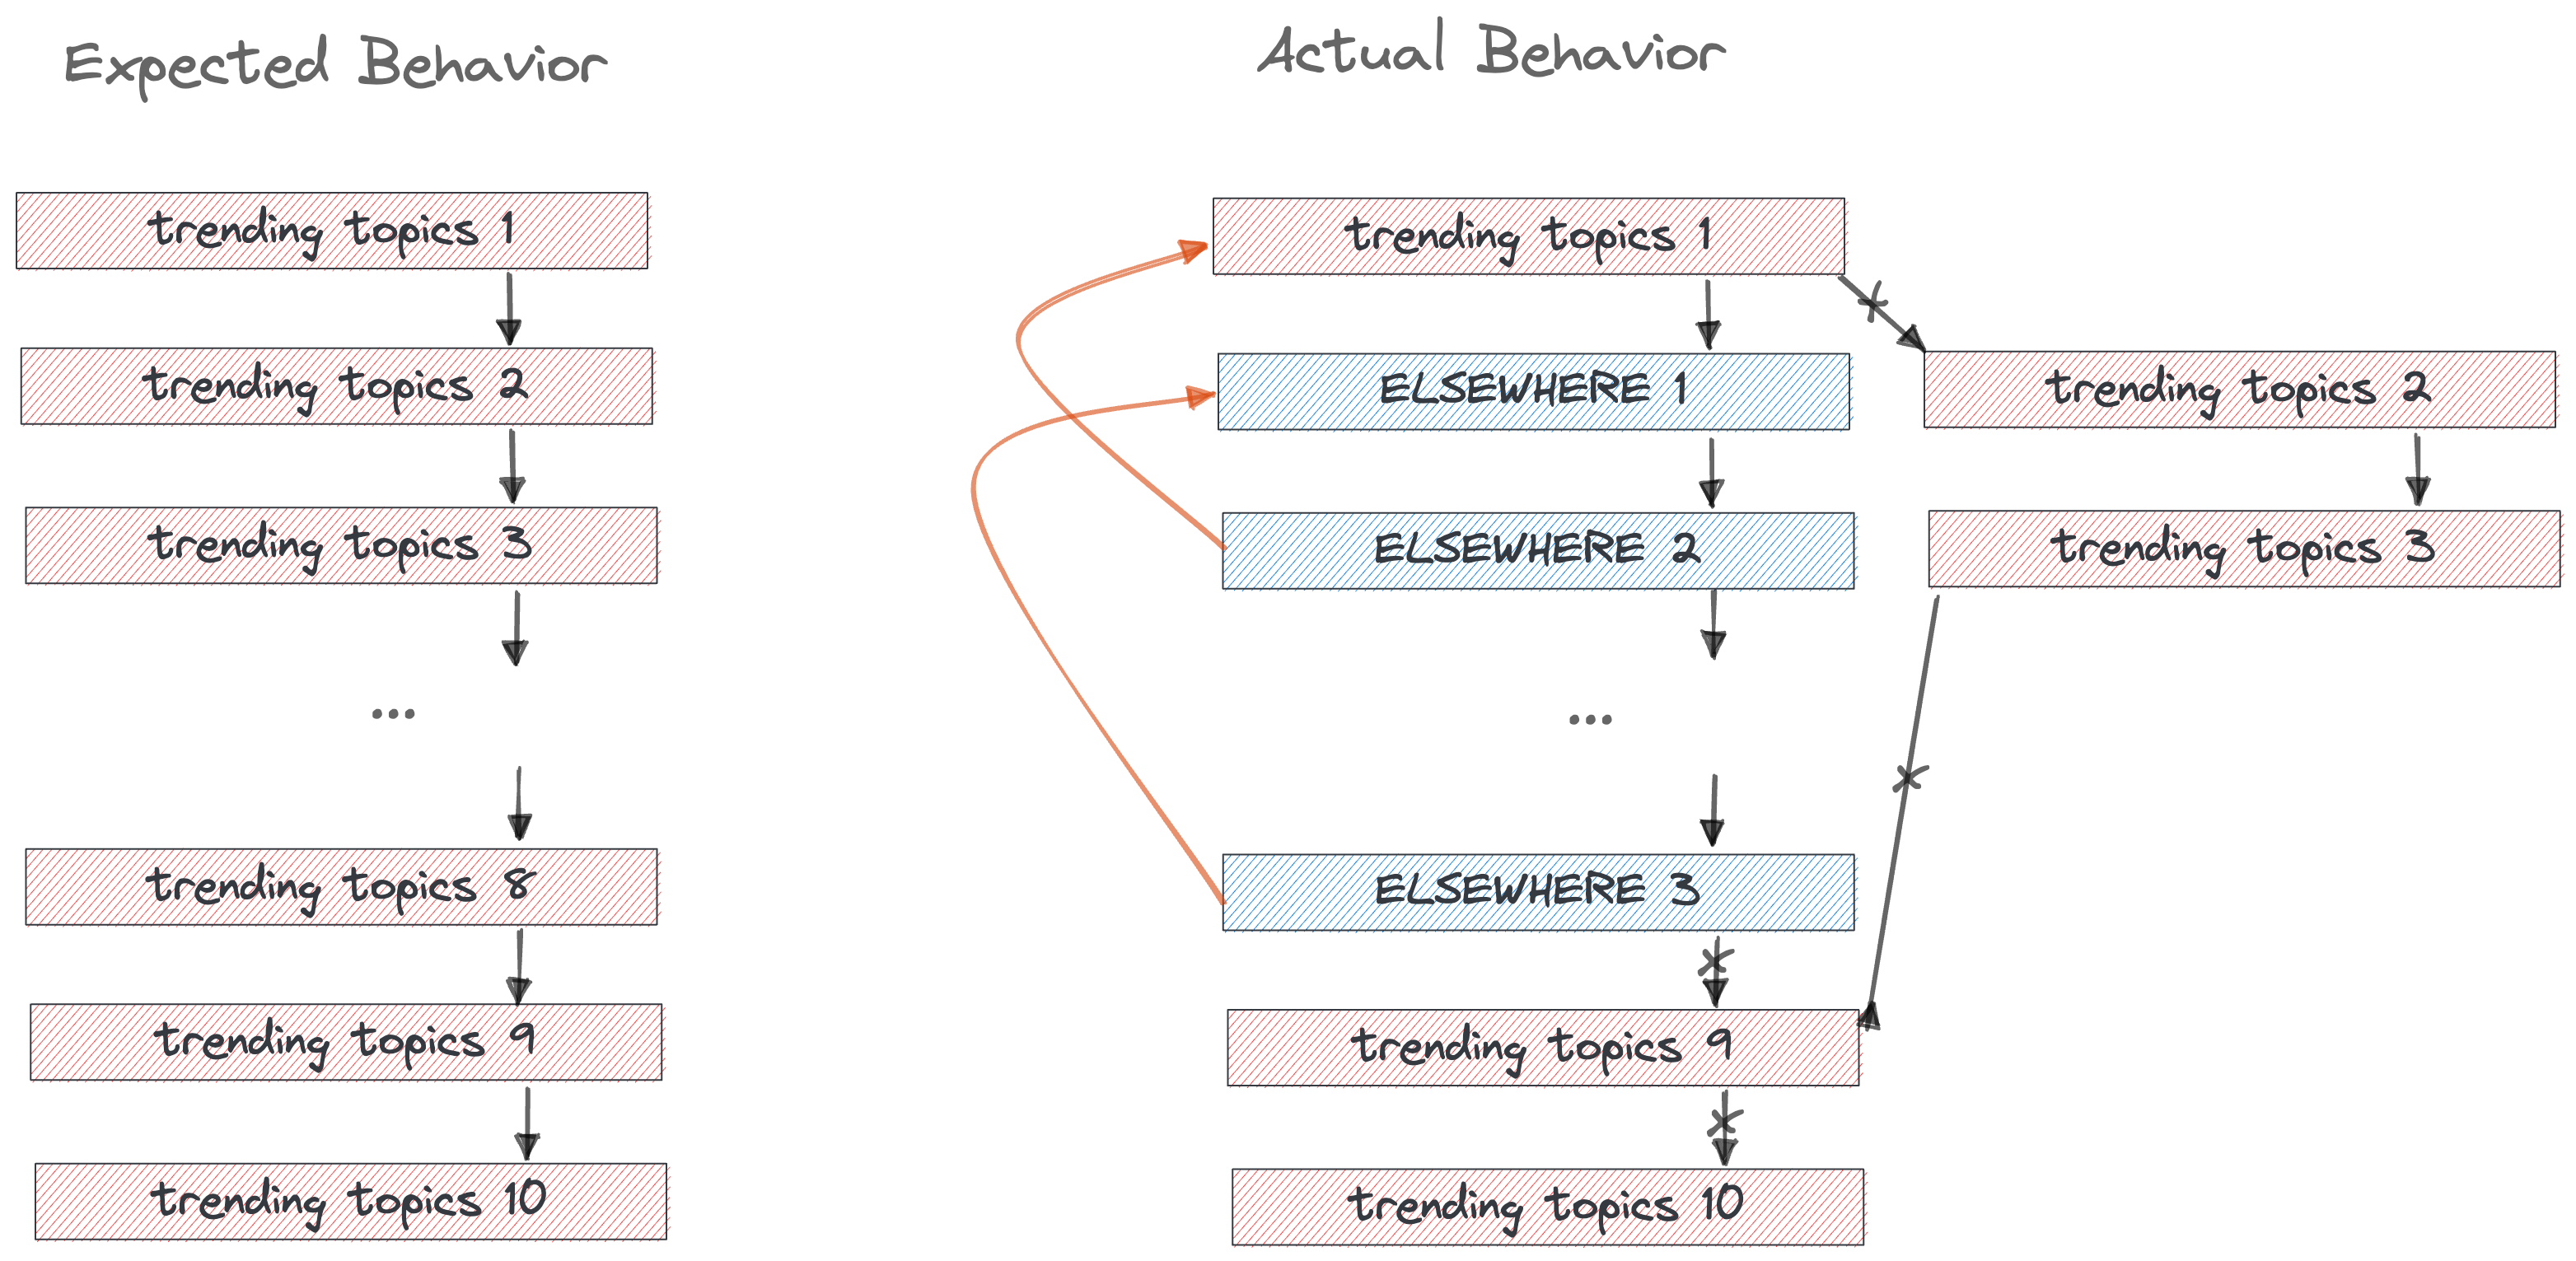 Expected Behavior
trending topics 1
trending topics 2
trending topics 3
...
trending topics 8
trending topics 9
trending topics 10
Actual Behavior
trending topics 1
ELSEWHERE 1
ELSEWHERE 2
...
ELSEWHERE 3
trending topics 9
trending topics 10
trending topics 2
trending topics 3